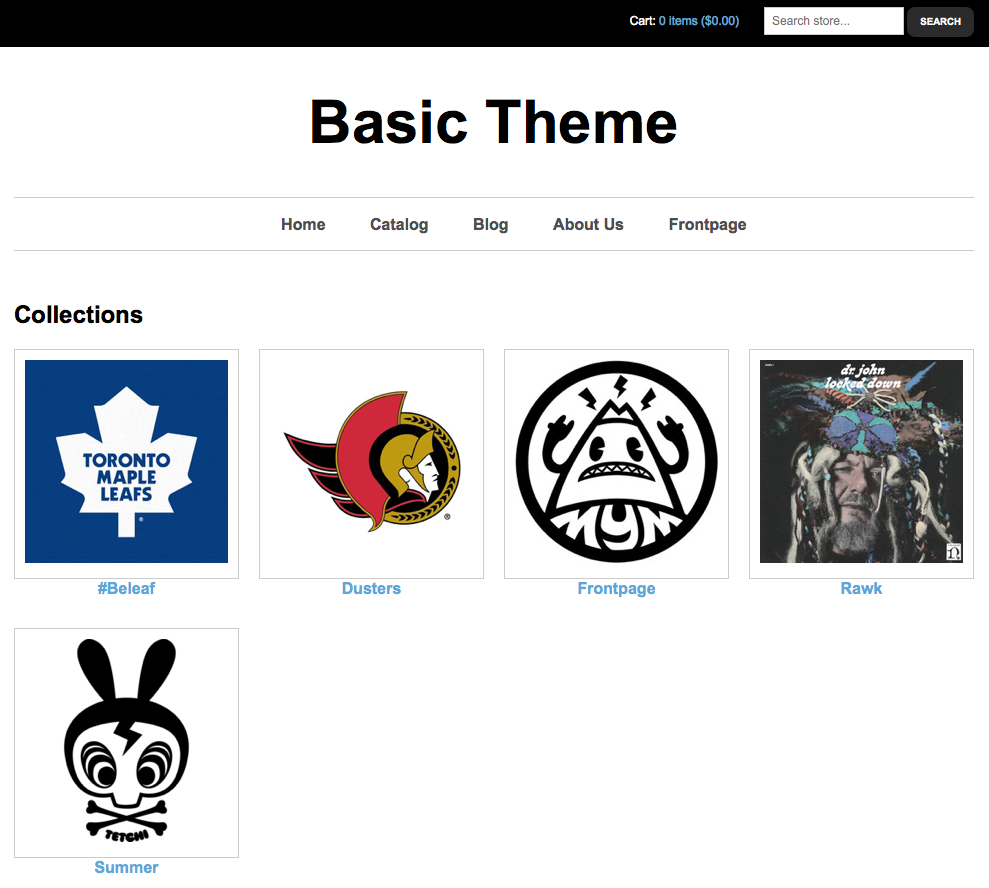 Cart: 0 items ($0.00)
Search store...
SEARCH
Basic Theme
Home
Catalog
Blog
About Us
Frontpage
Collections
TORONTO
MAPLE
LEAFS
®
#Beleaf
®
Dusters
MYM
Frontpage
dr. john
locked down
n
Rawk
TETCHI
Summer